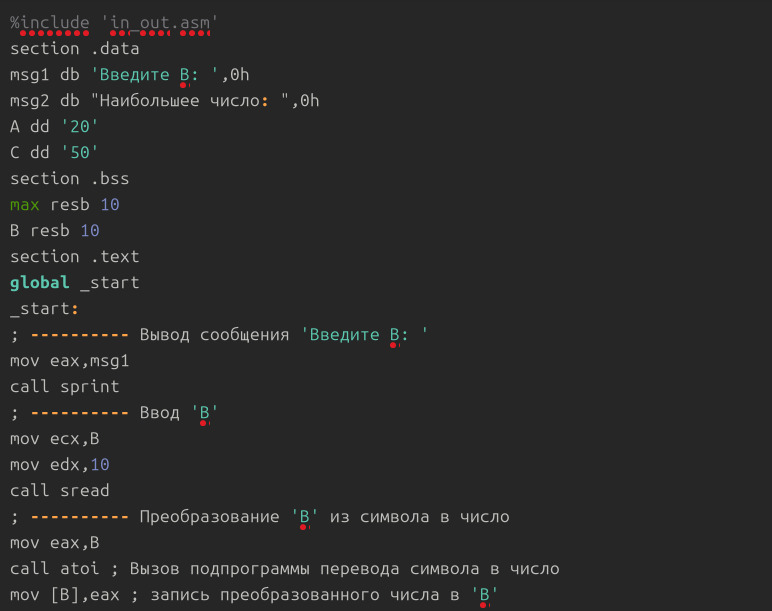 %include 'in_out.asm'
section .data
msg1 db 'Введите B: ',0h
msg2 db "Наибольшее число: ",0h
A dd '20'
C dd '50'
section .bss
max resb 10
B resb 10
section .text
global _start
_start:
; ---------- Вывод сообщения 'Введите B: '
mov eax,msg1
call sprint
; ---------- Ввод 'B'
mov ecx,B
mov edx,10
call sread
; ---------- Преобразование 'B' из символа в число
mov eax,B
call atoi ; Вызов подпрограммы перевода символа в число
mov [B],eax ; запись преобразованного числа в 'B'